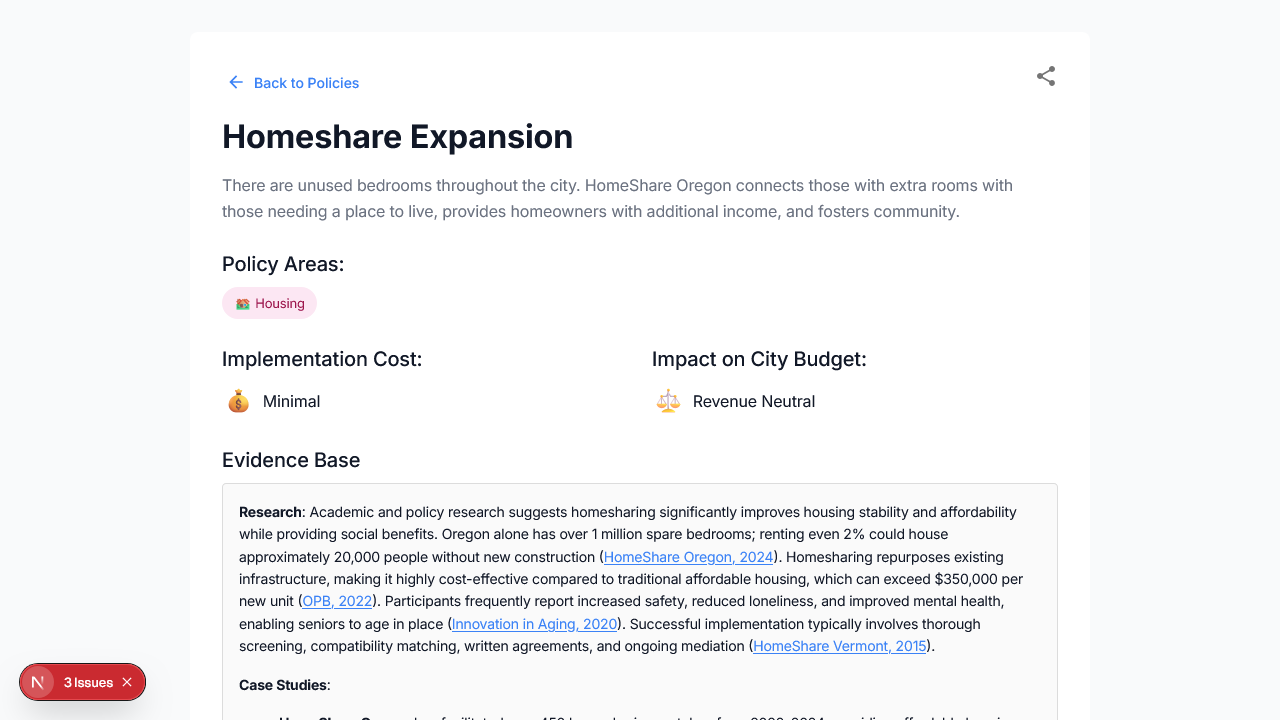 Back to Policies
Homeshare Expansion
There are unused bedrooms throughout the city. HomeShare Oregon connects those with extra rooms with
those needing a place to live, provides homeowners with additional income, and fosters community.
Policy Areas:
Housing
Implementation Cost:
Impact on City Budget:
Minimal
Revenue Neutral
Evidence Base
Research: Academic and policy research suggests homesharing significantly improves housing stability and affordability
while providing social benefits. Oregon alone has over 1 million spare bedrooms; renting even 2% could house
approximately 20,000 people without new construction (HomeShare Oregon, 2024). Homesharing repurposes existing
infrastructure, making it highly cost-effective compared to traditional affordable housing, which can exceed $350,000 per
new unit (OPB, 2022). Participants frequently report increased safety, reduced loneliness, and improved mental health,
enabling seniors to age in place (Innovation in Aging, 2020). Successful implementation typically involves thorough
screening, compatibility matching, written agreements, and ongoing mediation (HomeShare Vermont, 2015).
Case Studies:
N 3 Issues